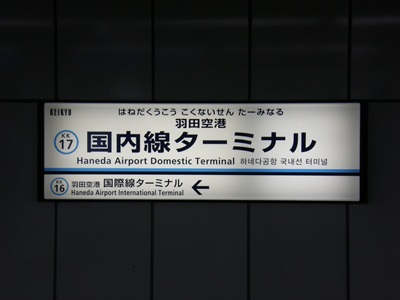 KEIKYU
はねだくうこう こくないせん たーみなる
羽田空港
KK
17
国内線ターミナル
Haneda Airport Domestic Terminal 하네다공항 국내선 터미널
KK
16
羽田空港 国際線ターミナル ←
Haneda Airport International Terminal